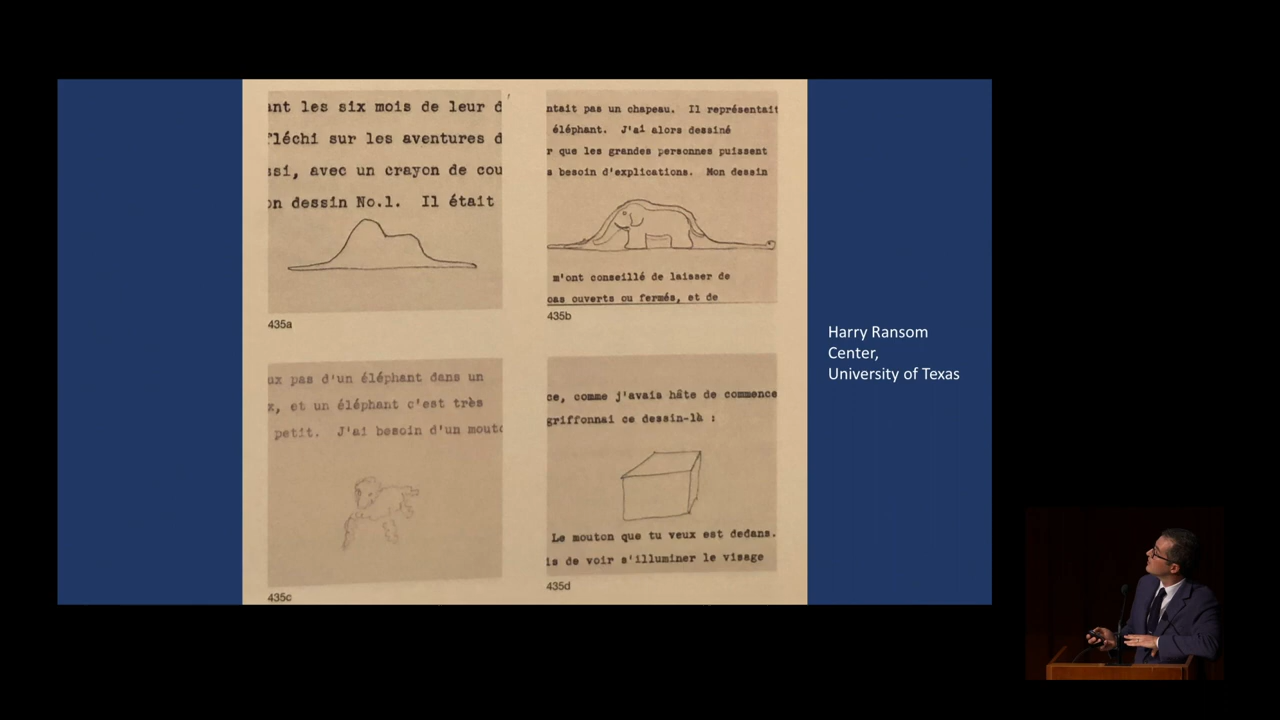 ant les six mois de leur d
fléchi sur les aventures d
ssi, avec un crayon de cou
on dessin No.1. Il était
435a
ntait pas un chapeau. Il représentait
éléphant. J'ai alors dessiné
r que les grandes personnes puissent
s besoin d'explications. Mon dessin
m'ont conseillé de laisser de
oas ouverts ou fermés, et de
435b
ux pas d'un éléphant dans un
x, et un éléphant c'est très
petit. J'ai besoin d'un mouto
435c
ce, comme j'avais hâte de commence
griffonnai ce dessin-là :
Le mouton que tu veux est dedans.
is de voir s'illuminer le visage
435d
Harry Ransom
Center,
University of Texas